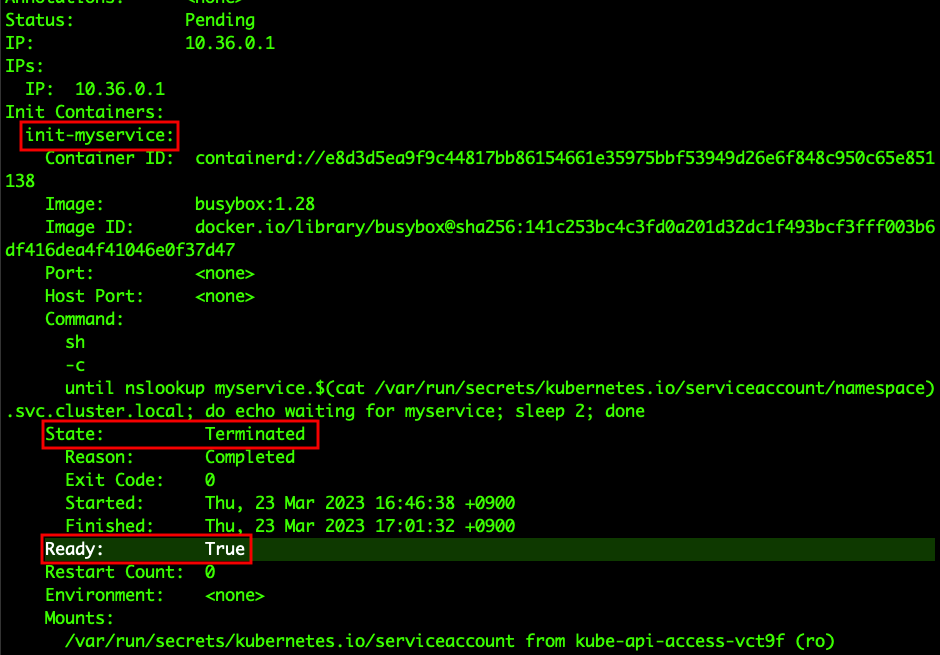 Annotations:      <none>
Status:           Pending
IP:               10.36.0.1
IPs:
  IP:  10.36.0.1
Init Containers:
  init-myservice:
    Container ID:  containerd://e8d3d5ea9f9c44817bb86154661e35975bbf53949d26e6f848c950c65e851
138
    Image:         busybox:1.28
    Image ID:      docker.io/library/busybox@sha256:141c253bc4c3fd0a201d32dc1f493bcf3fff003b6
df416dea4f41046e0f37d47
    Port:          <none>
    Host Port:     <none>
    Command:
      sh
      -c
      until nslookup myservice.$(cat /var/run/secrets/kubernetes.io/serviceaccount/namespace)
.svc.cluster.local; do echo waiting for myservice; sleep 2; done
    State:          Terminated
      Reason:       Completed
      Exit Code:    0
      Started:      Thu, 23 Mar 2023 16:46:38 +0900
      Finished:     Thu, 23 Mar 2023 17:01:32 +0900
    Ready:          True
    Restart Count:  0
    Environment:    <none>
    Mounts:
      /var/run/secrets/kubernetes.io/serviceaccount from kube-api-access-vct9f (ro)